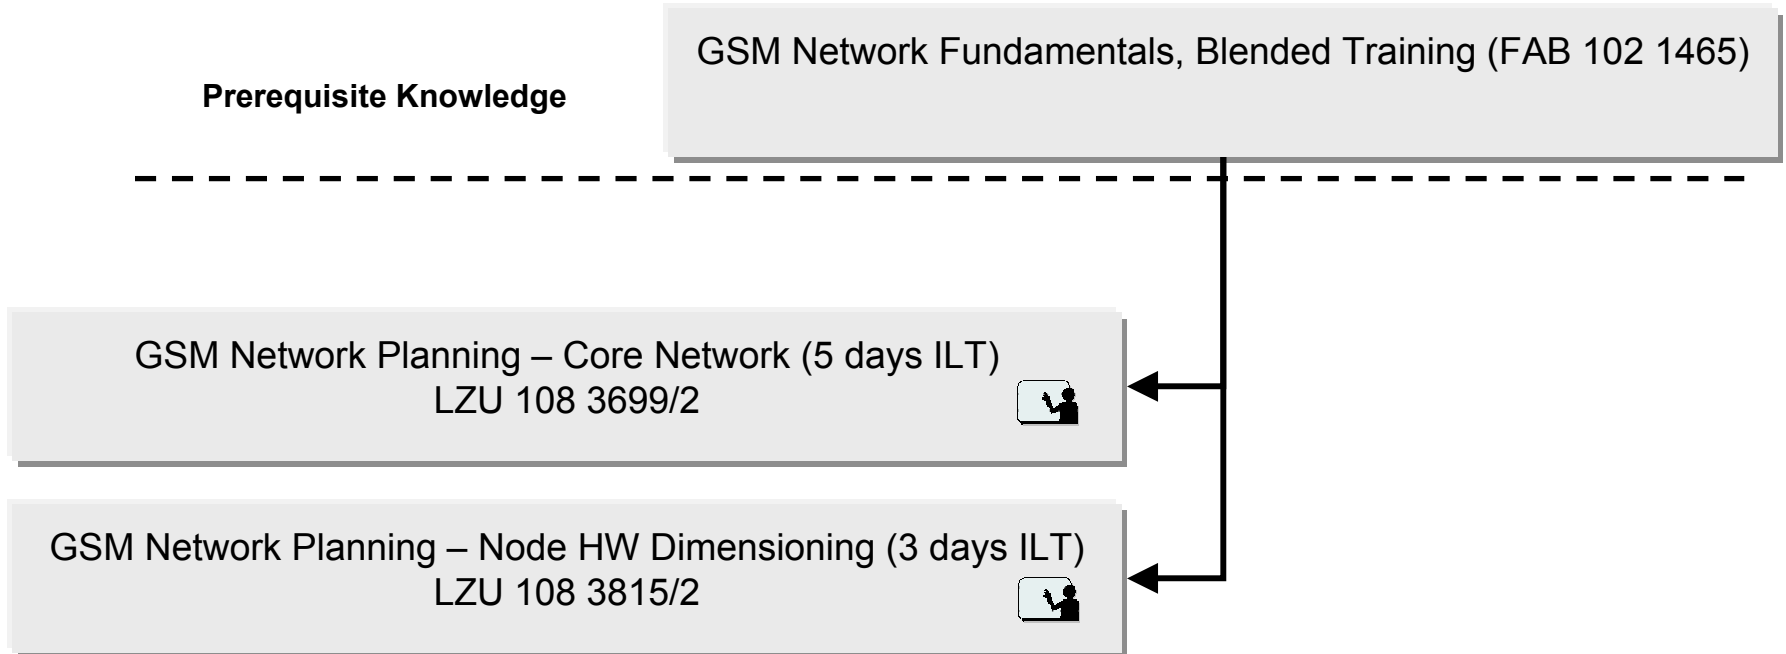 GSM Network Fundamentals, Blended Training (FAB 102 1465)
Prerequisite Knowledge
GSM Network Planning – Core Network (5 days ILT)
LZU 108 3699/2
GSM Network Planning – Node HW Dimensioning (3 days ILT)
LZU 108 3815/2